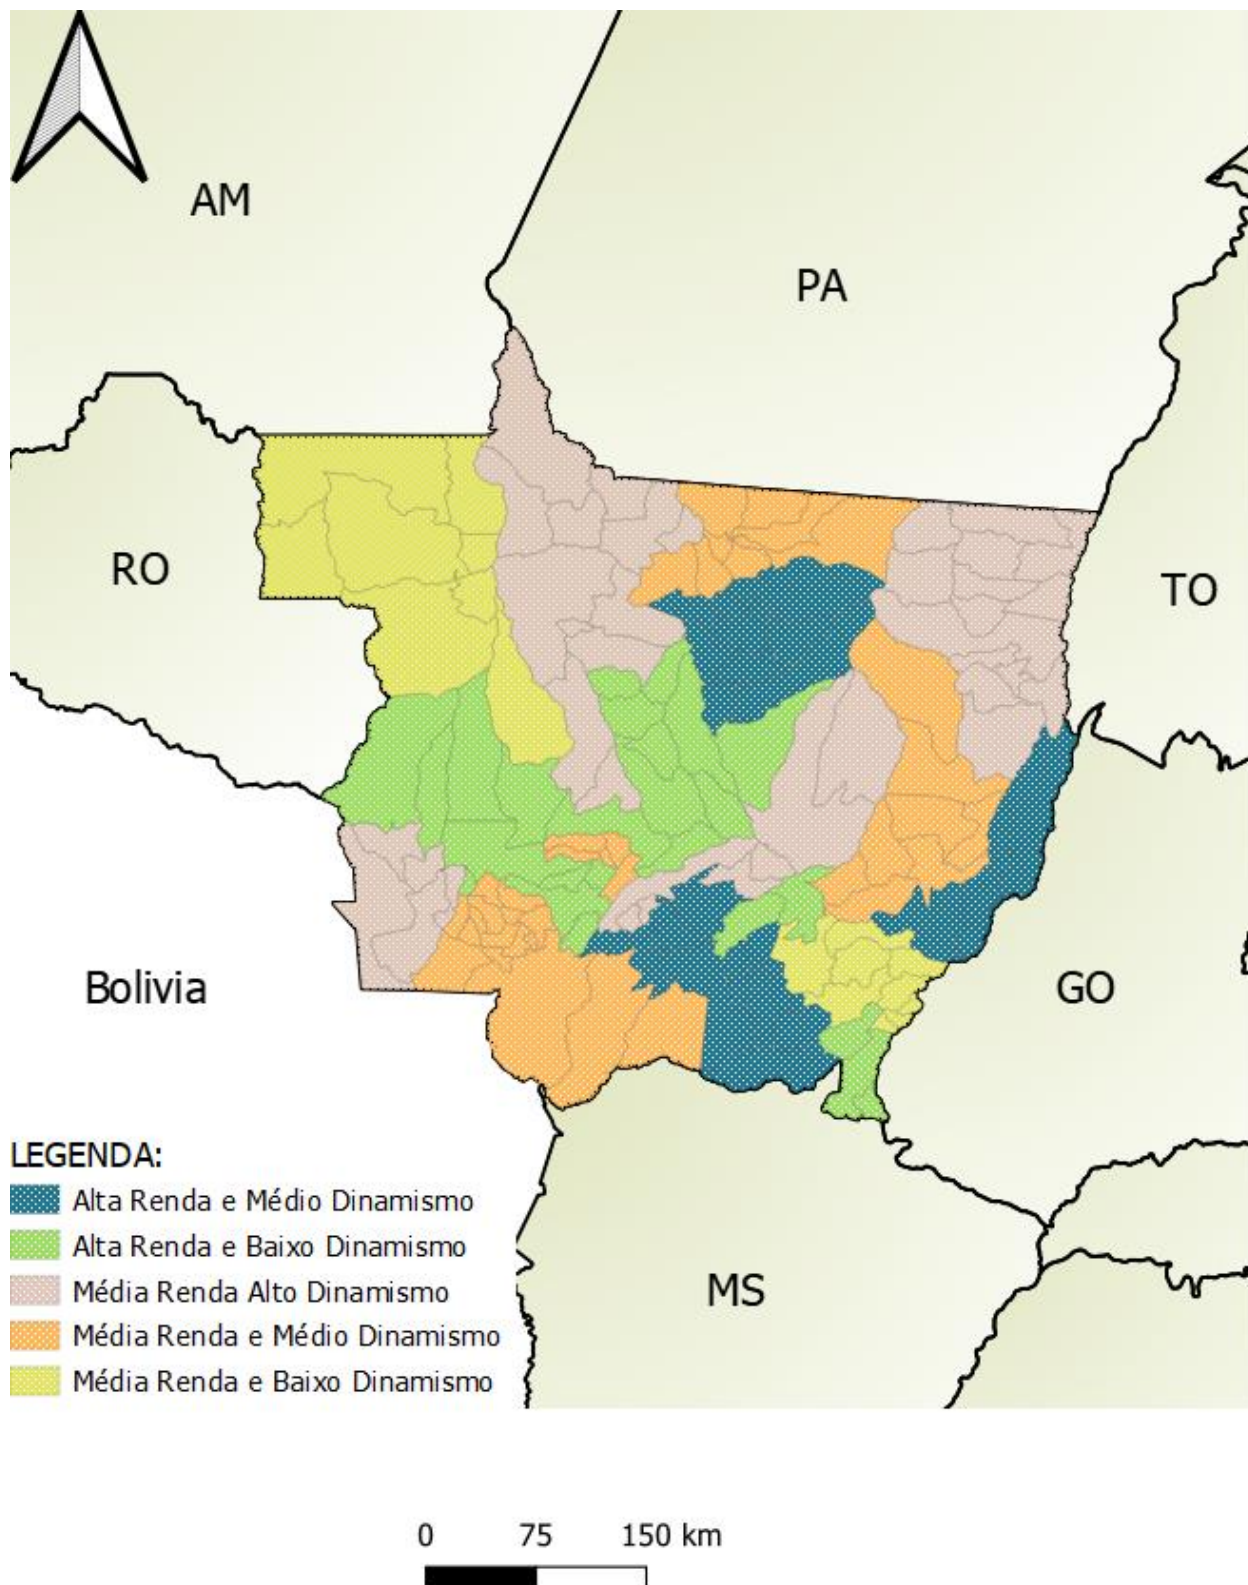 AM
PA
RO
TO
Bolivia
GO
MS
LEGENDA:
Alta Renda e Médio Dinamismo
Alta Renda e Baixo Dinamismo
Média Renda Alto Dinamismo
Média Renda e Médio Dinamismo
Média Renda e Baixo Dinamismo
0 75 150 km